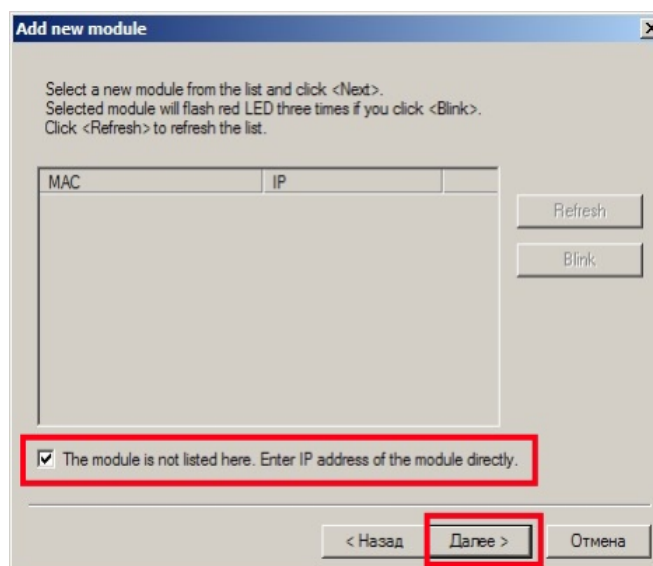 Add new module
Select a new module from the list and click <Next>.
Selected module will flash red LED three times if you click <Blink>.
Click <Refresh> to refresh the list.
MAC IP
Refresh
Blink
The module is not listed here. Enter IP address of the module directly.
< Назад Далее > Отмена